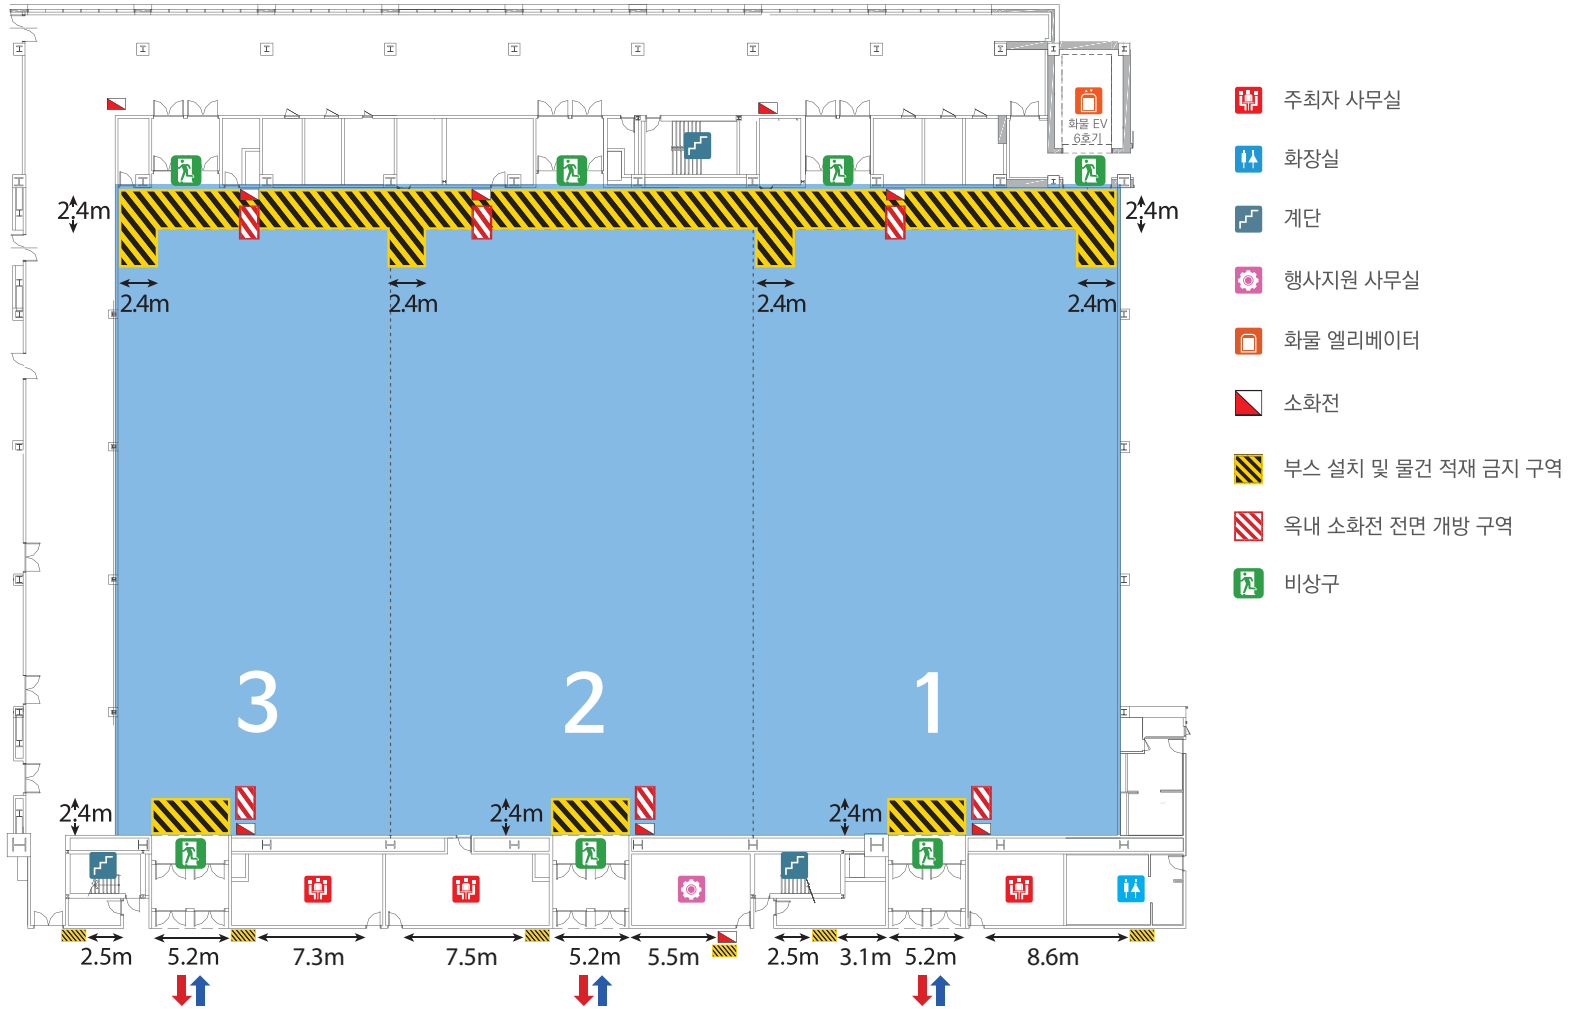 주최자 사무실
화장실
계단
행사지원 사무실
화물 엘리베이터
소화전
부스 설치 및 물건 적재 금지 구역
옥내 소화전 전면 개방 구역
비상구
화물 EV
6호기
2.4m
2.4m
2.4m
2.4m
2.4m
2.4m
3
2
1
2.4m
2.4m
2.4m
2.5m
5.2m
7.3m
7.5m
5.2m
5.5m
2.5m
3.1m
5.2m
8.6m